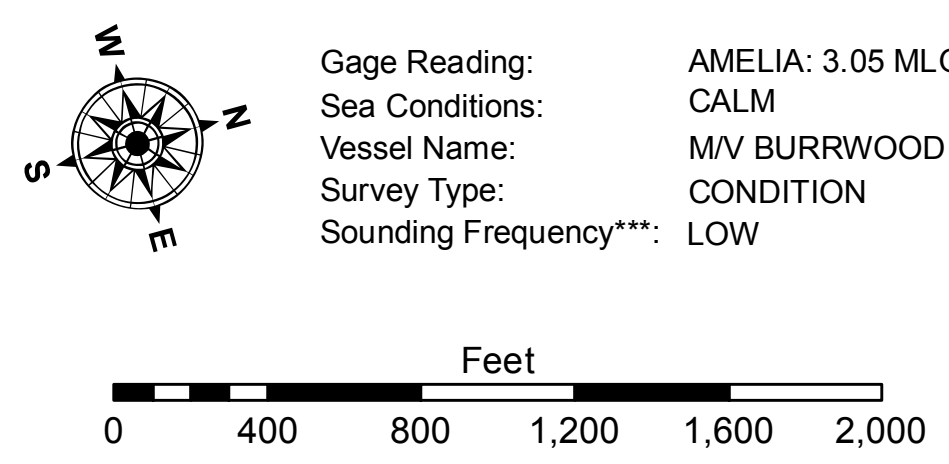 W
N
S
E
Gage Reading: AMELIA: 3.05 MLG
Sea Conditions: CALM
Vessel Name: M/V BURRWOOD
Survey Type: CONDITION
Sounding Frequency***: LOW
Feet
0 400 800 1,200 1,600 2,000